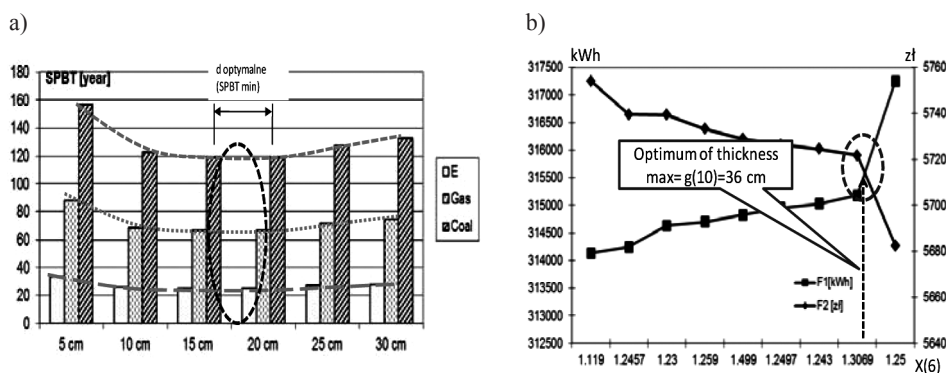 a)
SPBT [year]
d optymalne
(SPBT min)
180
160
140
120
100
80
60
40
20
0
5 cm 10 cm 15 cm 20 cm 25 cm 30 cm
E
Gas
Coal
b)
kWh zł
317500
317000
316500
316000
315500
315000
314500
314000
313500
313000
312500
5760
5740
5720
5700
5680
5660
5640
Optimum of thickness
max= g(10)=36 cm
F1[kWh]
F2 [zł]
1.119 1.2457 1.23 1.259 1.499 1.2497 1.243 1.3069 1.25
X(6)